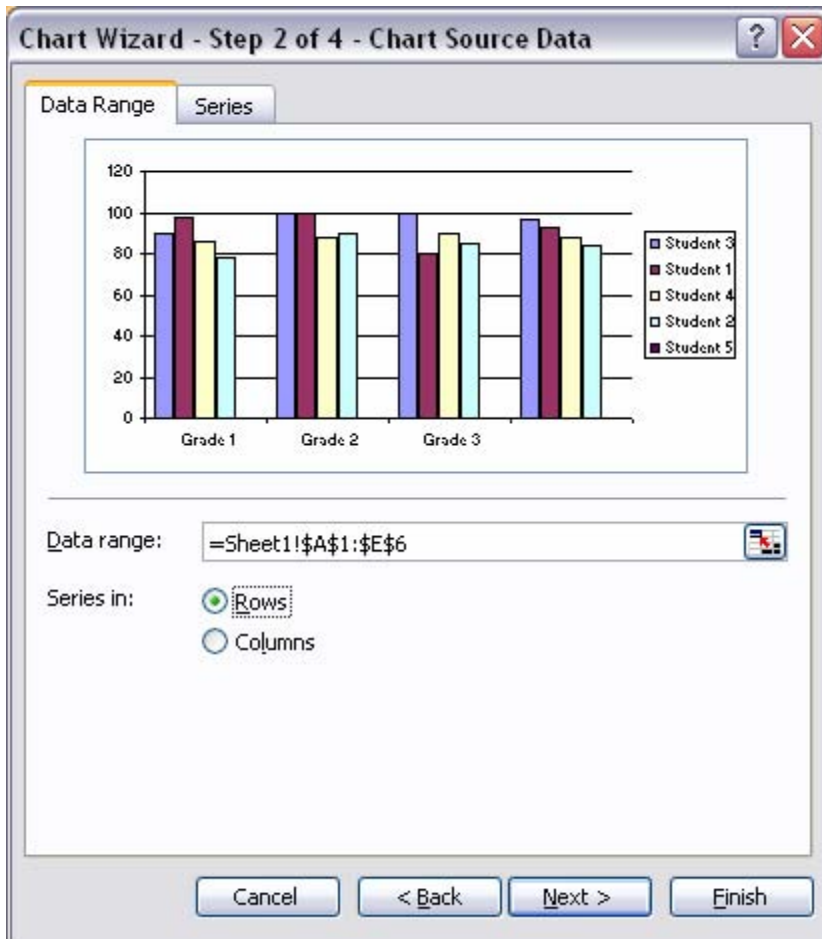 Chart Wizard - Step 2 of 4 - Chart Source Data
?
Data Range Series
120
100
80
60
40
20
0
Grade 1 Grade 2 Grade 3
Student 3
Student 1
Student 4
Student 2
Student 5
Data range: =Sheet1!$A$1:$E$6
Series in: Rows
Columns
Cancel < Back Next > Finish